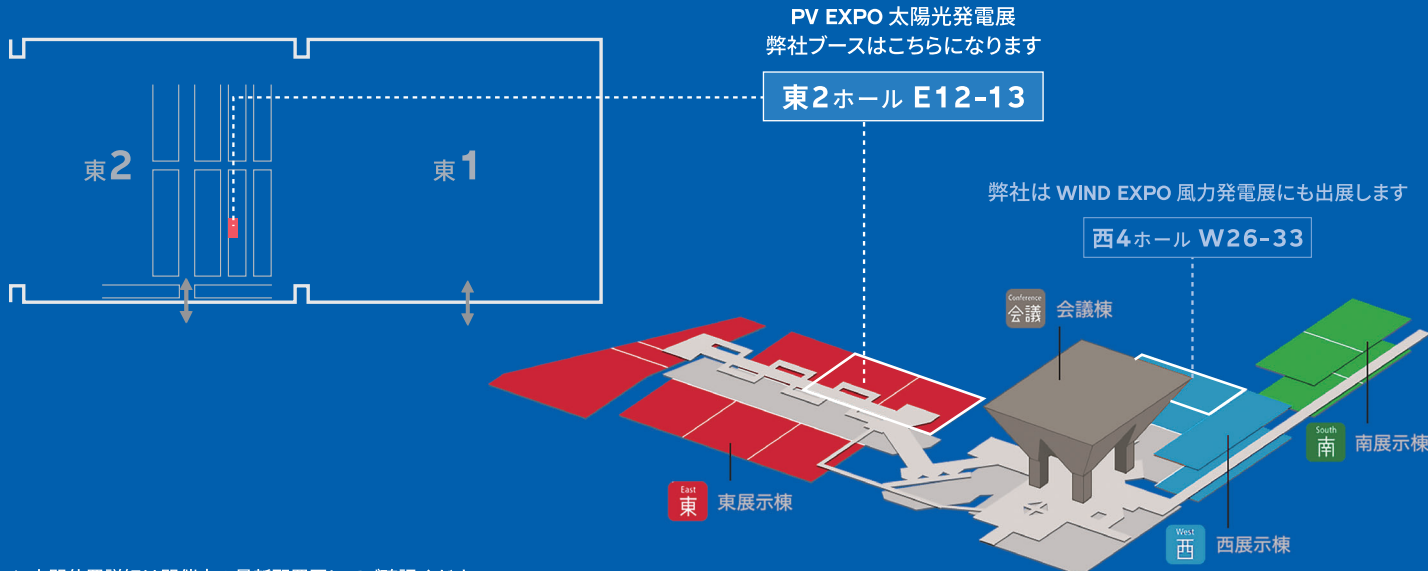 PV EXPO 太陽光発電展
弊社ブースはこちらになります
東2ホール E12-13
東2
東1
弊社は WIND EXPO 風力発電展にも出展します
西4ホール W26-33
Conference
会議
会議棟
South
南
南展示棟
East
東
東展示棟
West
西
西展示棟